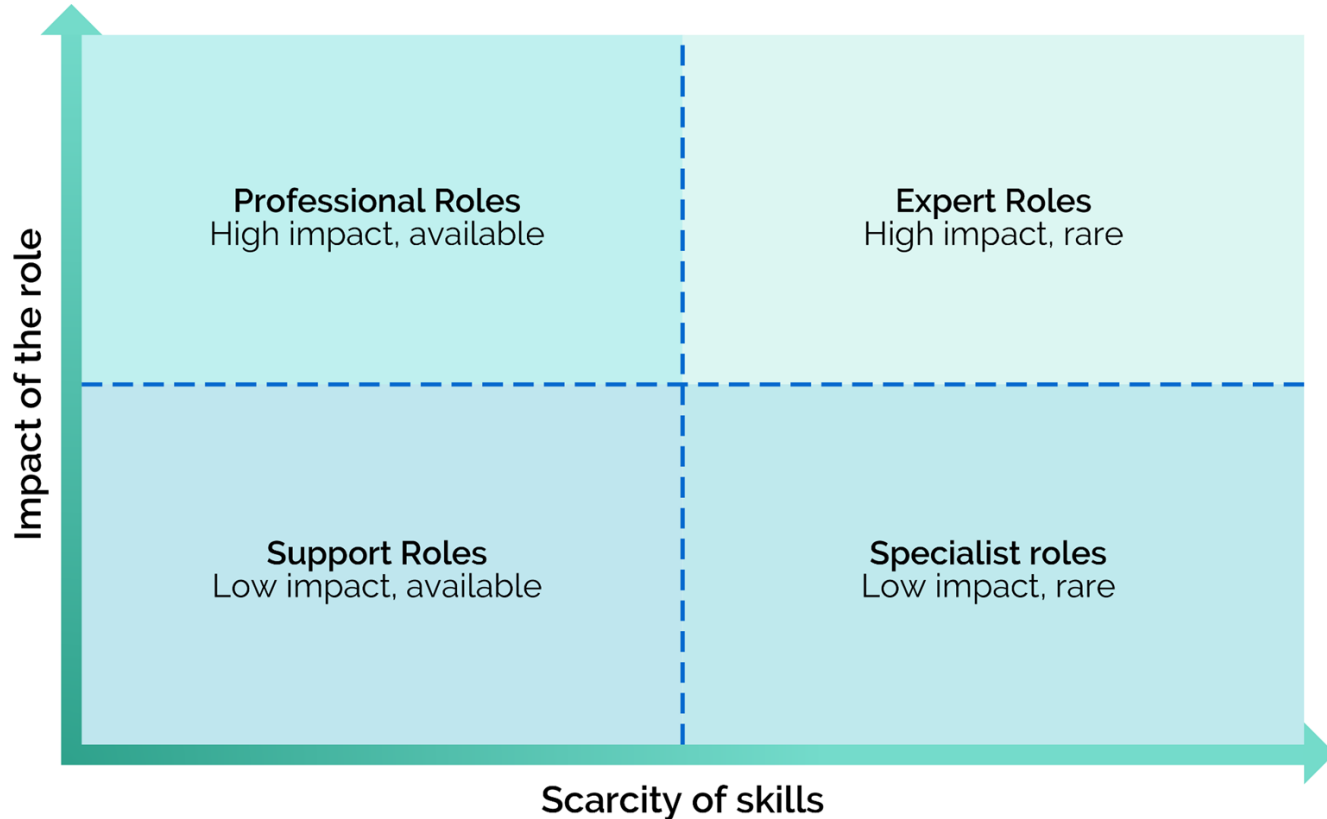 Impact of the role
Professional Roles
High impact, available
Expert Roles
High impact, rare
Support Roles
Low impact, available
Specialist roles
Low impact, rare
Scarcity of skills